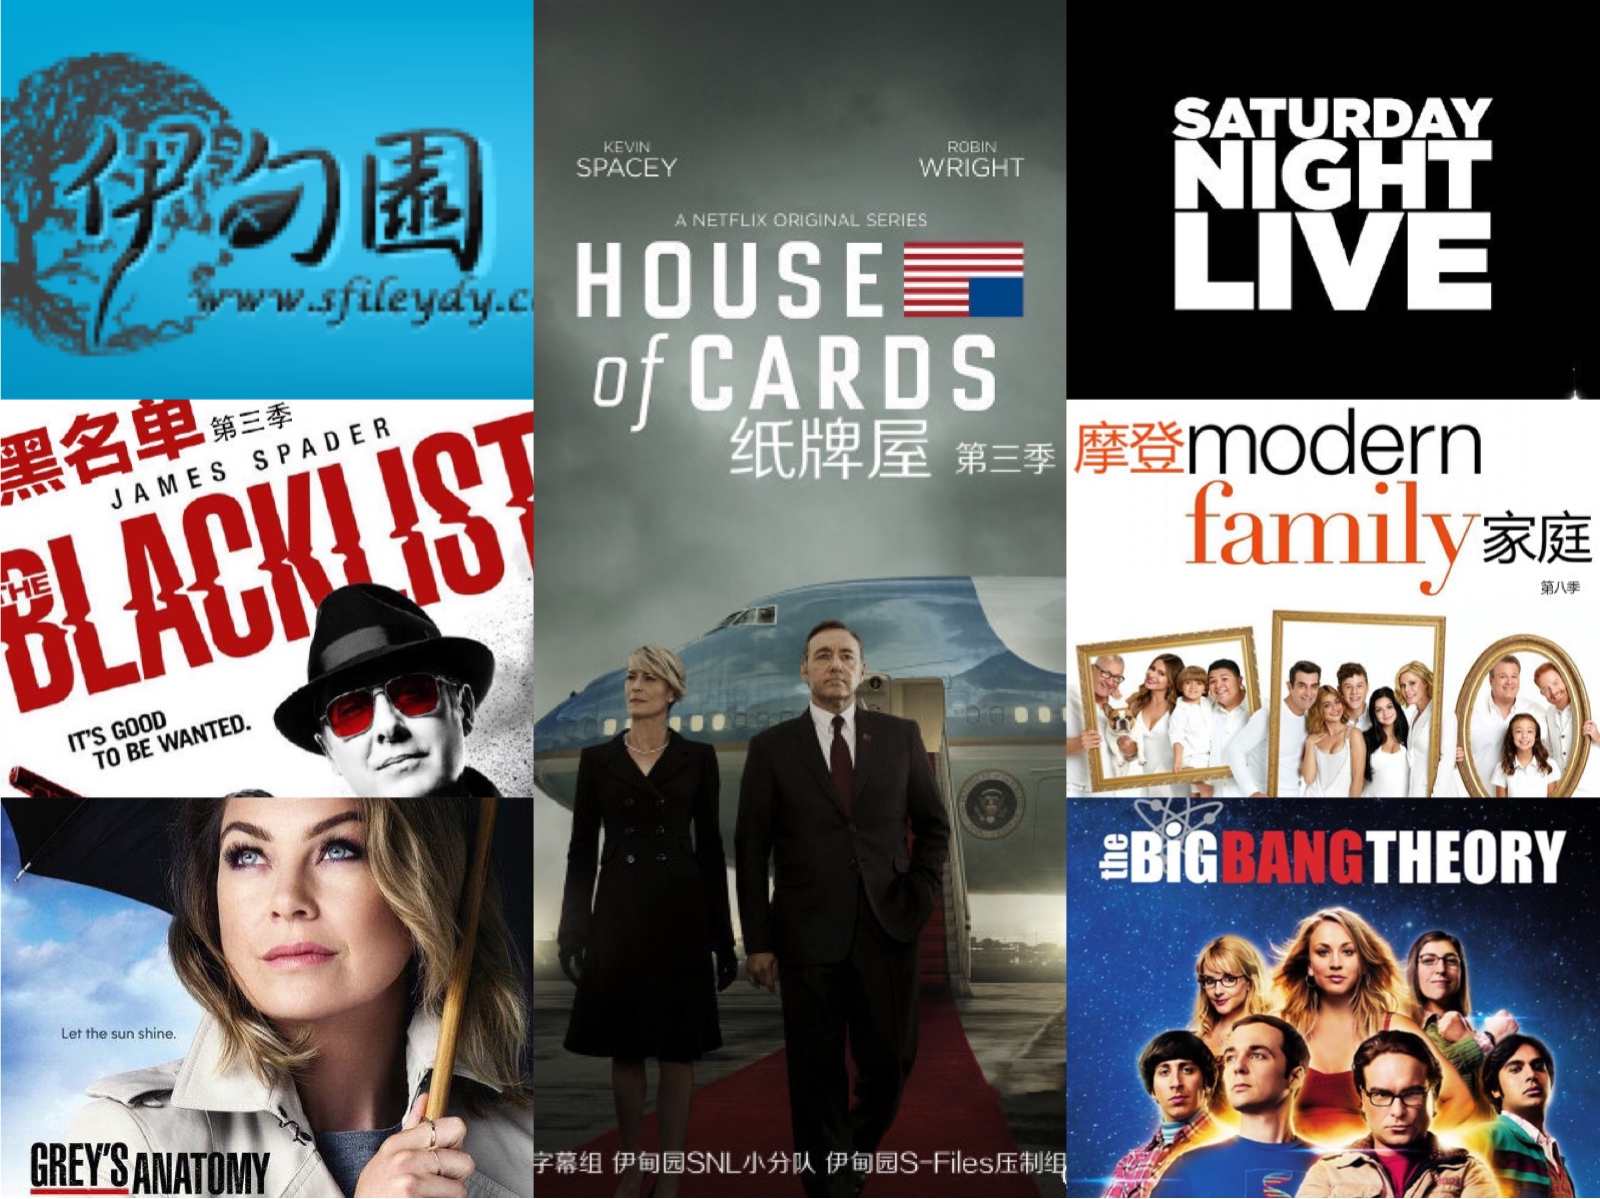 伊甸園
www.sfileydy.c
KEVIN
SPACEY
ROBIN
WRIGHT
A NETFLIX ORIGINAL SERIES
HOUSE
of CARDS
纸牌屋 第三季
字幕组 伊甸园SNL小分队 伊甸园S-Files压制组
SATURDAY
NIGHT
LIVE
黑名单 第三季
JAMES SPADER
THE
BLACKLIST
IT'S GOOD
TO BE WANTED.
摩登modern
family家庭
第八季
Let the sun shine.
GREY'S ANATOMY
the BiG BANG THEORY